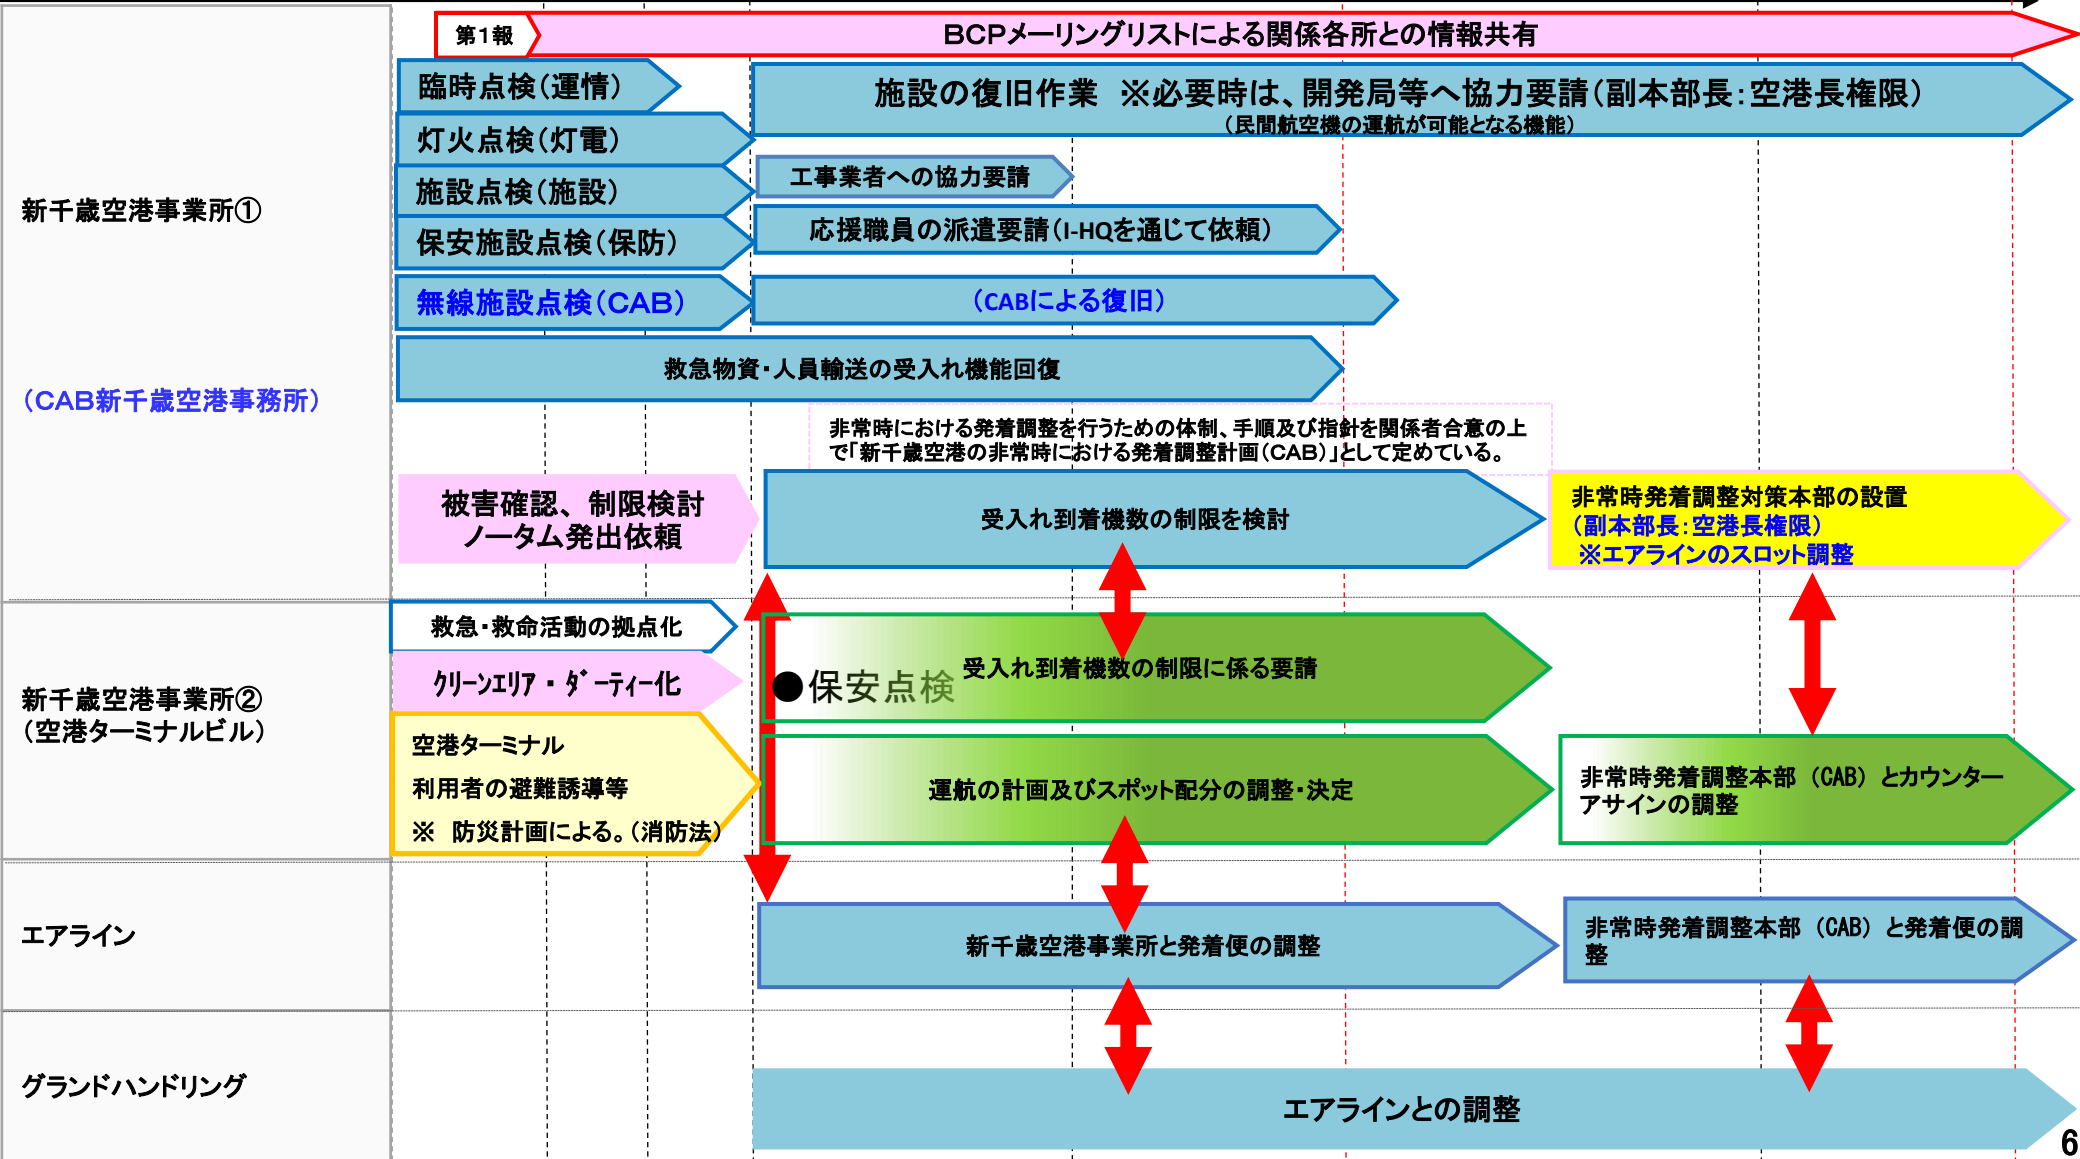 第1報
BCPメーリングリストによる関係各所との情報共有
新千歳空港事業所①
(CAB新千歳空港事務所)
臨時点検(運情)
灯火点検(灯電)
施設点検(施設)
保安施設点検(保防)
無線施設点検(CAB)
施設の復旧作業 ※必要時は、開発局等へ協力要請(副本部長:空港長権限)
(民間航空機の運航が可能となる機能)
工事業者への協力要請
応援職員の派遣要請(I-HQを通じて依頼)
(CABによる復旧)
救急物資・人員輸送の受入れ機能回復
非常時における発着調整を行うための体制、手順及び指針を関係者合意の上
で「新千歳空港の非常時における発着調整計画(CAB)」として定めている。
被害確認、制限検討
ノータム発出依頼
受入れ到着機数の制限を検討
非常時発着調整対策本部の設置
(副本部長:空港長権限)
※エアラインのスロット調整
新千歳空港事業所②
(空港ターミナルビル)
救急・救命活動の拠点化
クリーンエリア・ダーティー化
空港ターミナル
利用者の避難誘導等
※ 防災計画による。(消防法)
●保安点検
受入れ到着機数の制限に係る要請
運航の計画及びスポット配分の調整・決定
非常時発着調整本部(CAB)とカウンター
アサインの調整
エアライン
新千歳空港事業所と発着便の調整
非常時発着調整本部(CAB)と発着便の調
整
グランドハンドリング
エアラインとの調整
6